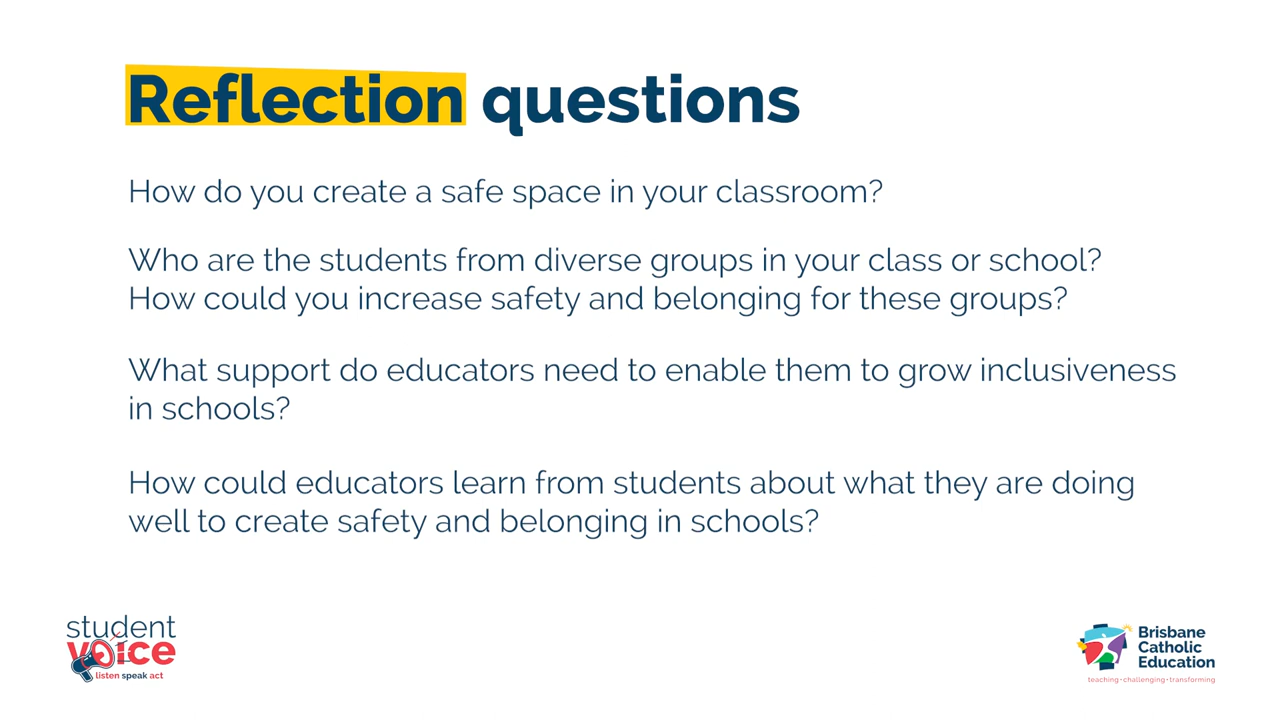 Reflection questions
How do you create a safe space in your classroom?
Who are the students from diverse groups in your class or school?
How could you increase safety and belonging for these groups?
What support do educators need to enable them to grow inclusiveness
in schools?
How could educators learn from students about what they are doing
well to create safety and belonging in schools?
student
voice
listen speak act
Brisbane
Catholic
Education
teaching•challenging•transforming